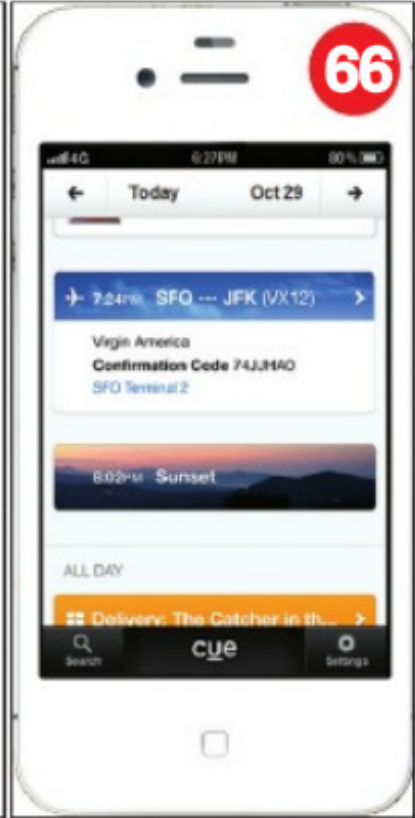 66
4G 6:27PM 80%
Today Oct 29
7:24PM SFO --- JFK (VX12)
Virgin America
Confirmation Code 74JJHAO
SFO Terminal 2
6:02PM Sunset
ALL DAY
Delivery: The Catcher in th...
Search cue Settings